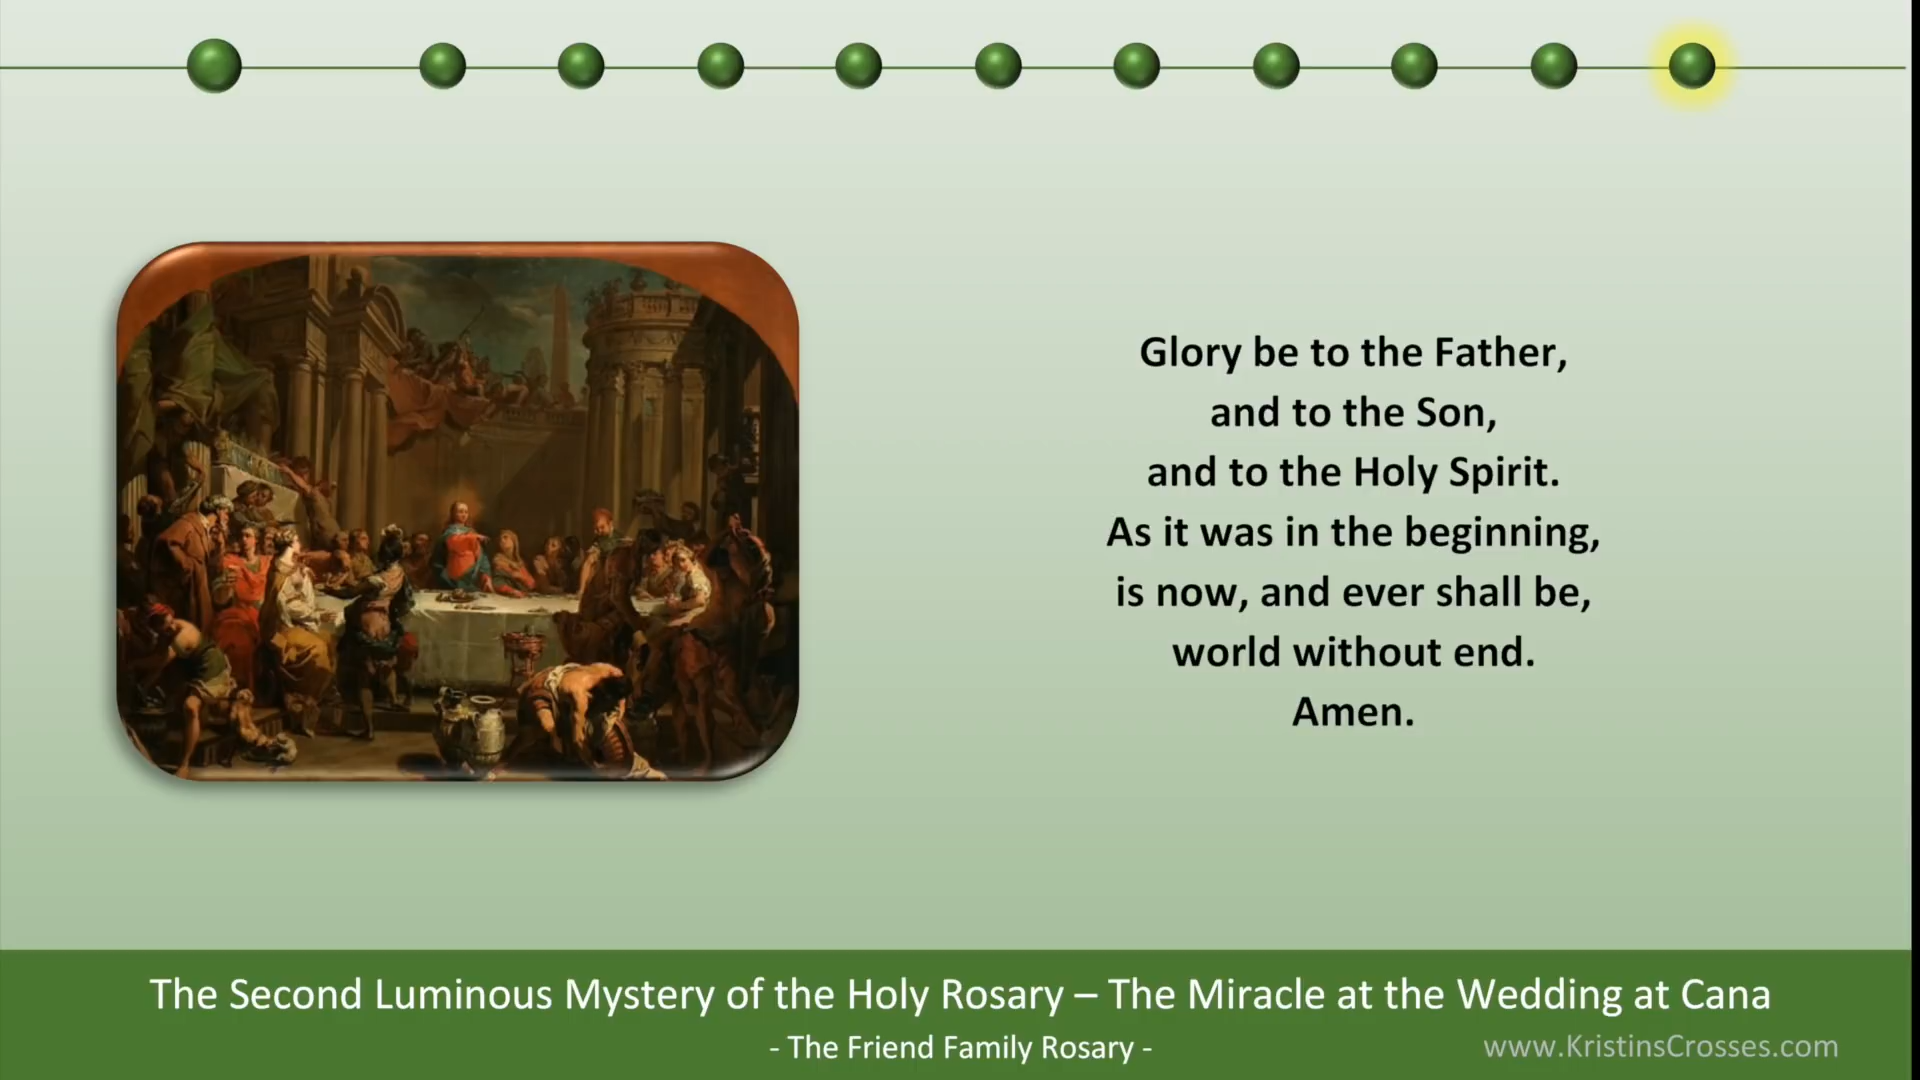 Glory be to the Father,
and to the Son,
and to the Holy Spirit.
As it was in the beginning,
is now, and ever shall be,
world without end.
Amen.
The Second Luminous Mystery of the Holy Rosary – The Miracle at the Wedding at Cana
- The Friend Family Rosary -
www.KristinsCrosses.com